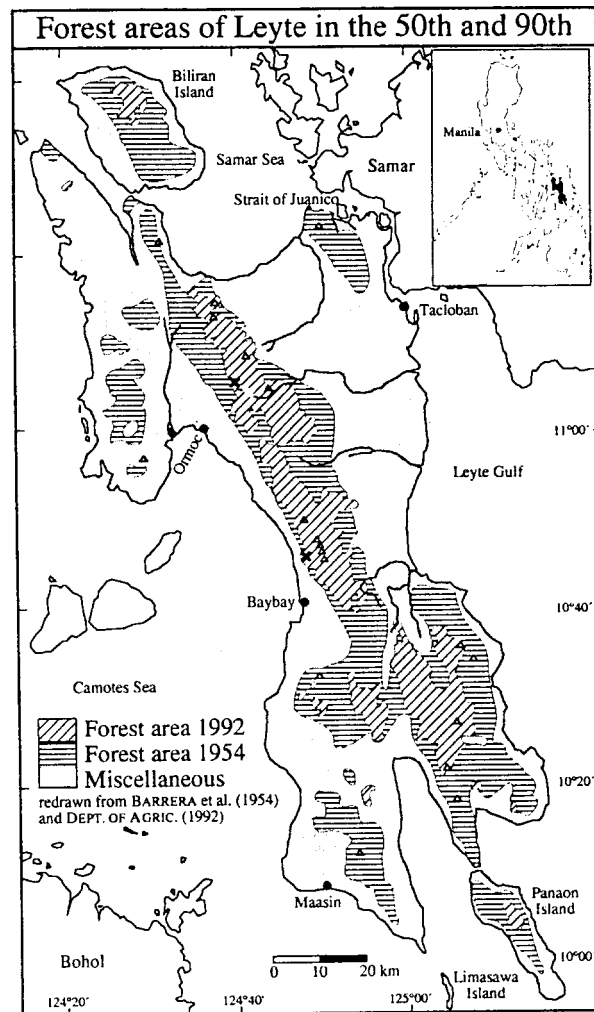 Forest areas of Leyte in the 50th and 90th
Biliran
Island
Samar Sea
Samar
Manila
Strait of Juanico
Tacloban
Ormoc
11°00′
Leyte Gulf
Baybay
10°40′
Camotes Sea
Forest area 1992
Forest area 1954
Miscellaneous
redrawn from BARRERA et al. (1954)
and DEPT. OF AGRIC. (1992)
10°20′
Maasin
Panaon
Island
Bohol
0 10 20 km
Limasawa
Island
10°00′
124°20′
124°40′
125°00′